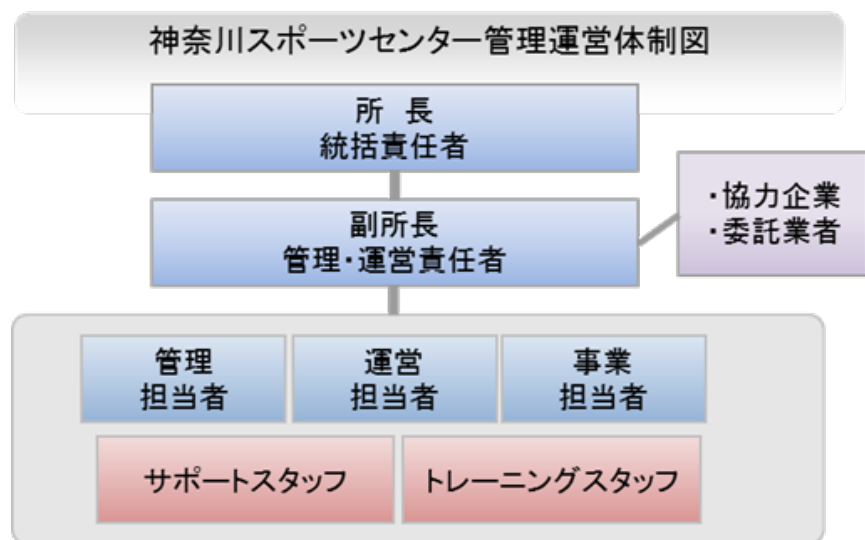 神奈川スポーツセンター管理運営体制図
所　長
統括責任者
副所長
管理・運営責任者
・協力企業
・委託業者
管理
担当者
運営
担当者
事業
担当者
サポートスタッフ
トレーニングスタッフ